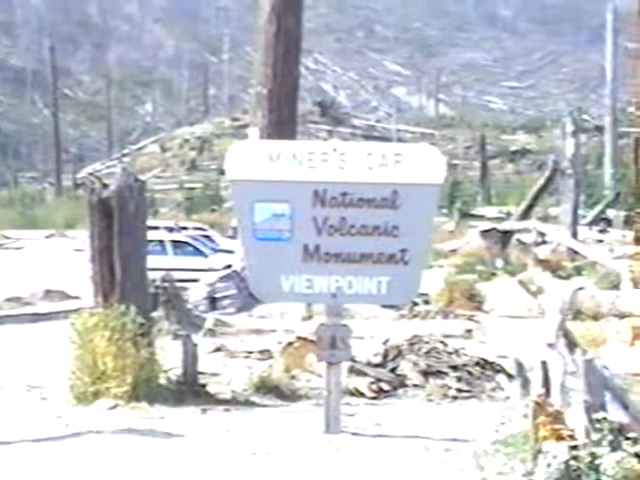 MINER'S CAR
National
Volcanic
Monument
VIEWPOINT